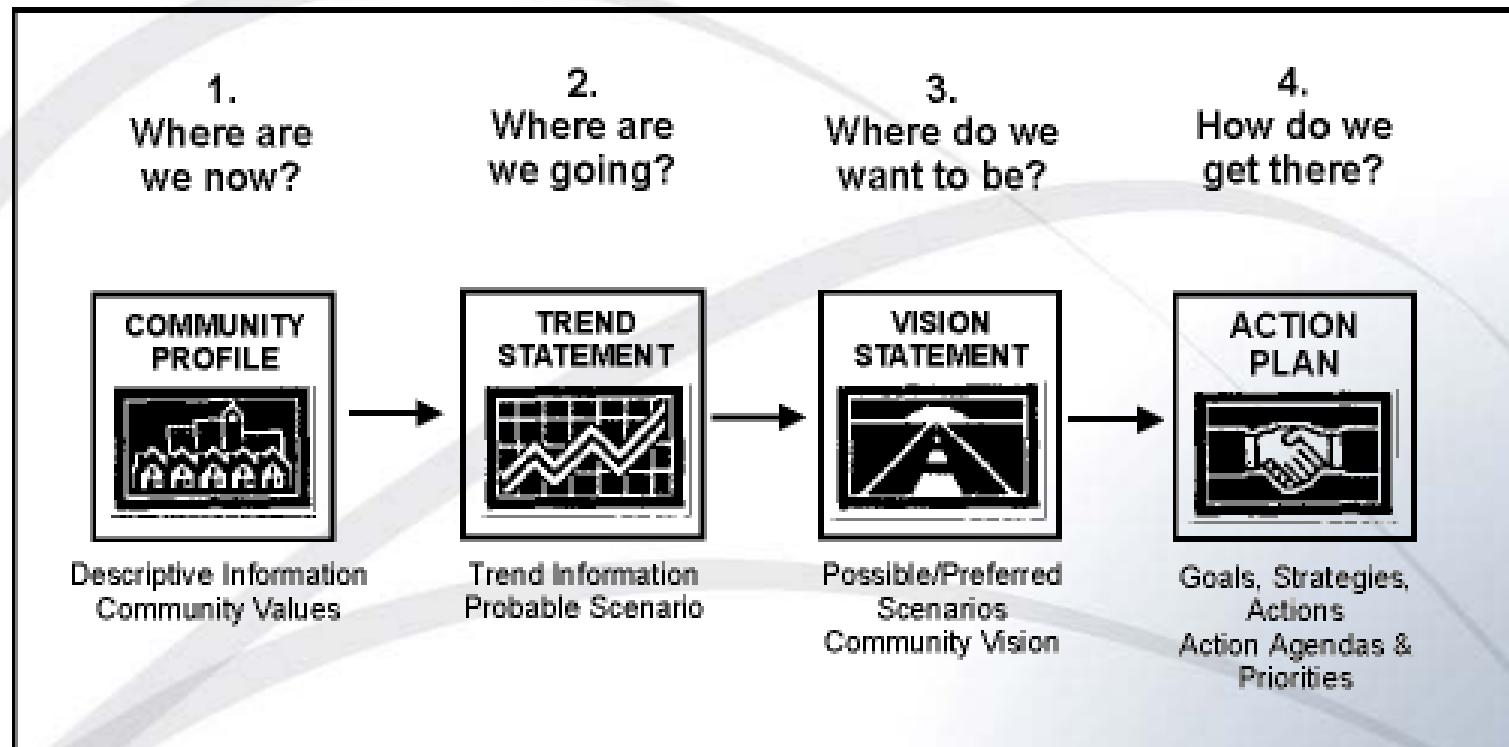 1.
Where are
we now?
2.
Where are
we going?
3.
Where do we
want to be?
4.
How do we
get there?
COMMUNITY
PROFILE
TREND
STATEMENT
VISION
STATEMENT
ACTION
PLAN
Descriptive Information
Community Values
Trend Information
Probable Scenario
Possible/Preferred
Scenarios
Community Vision
Goals, Strategies,
Actions
Action Agendas &
Priorities